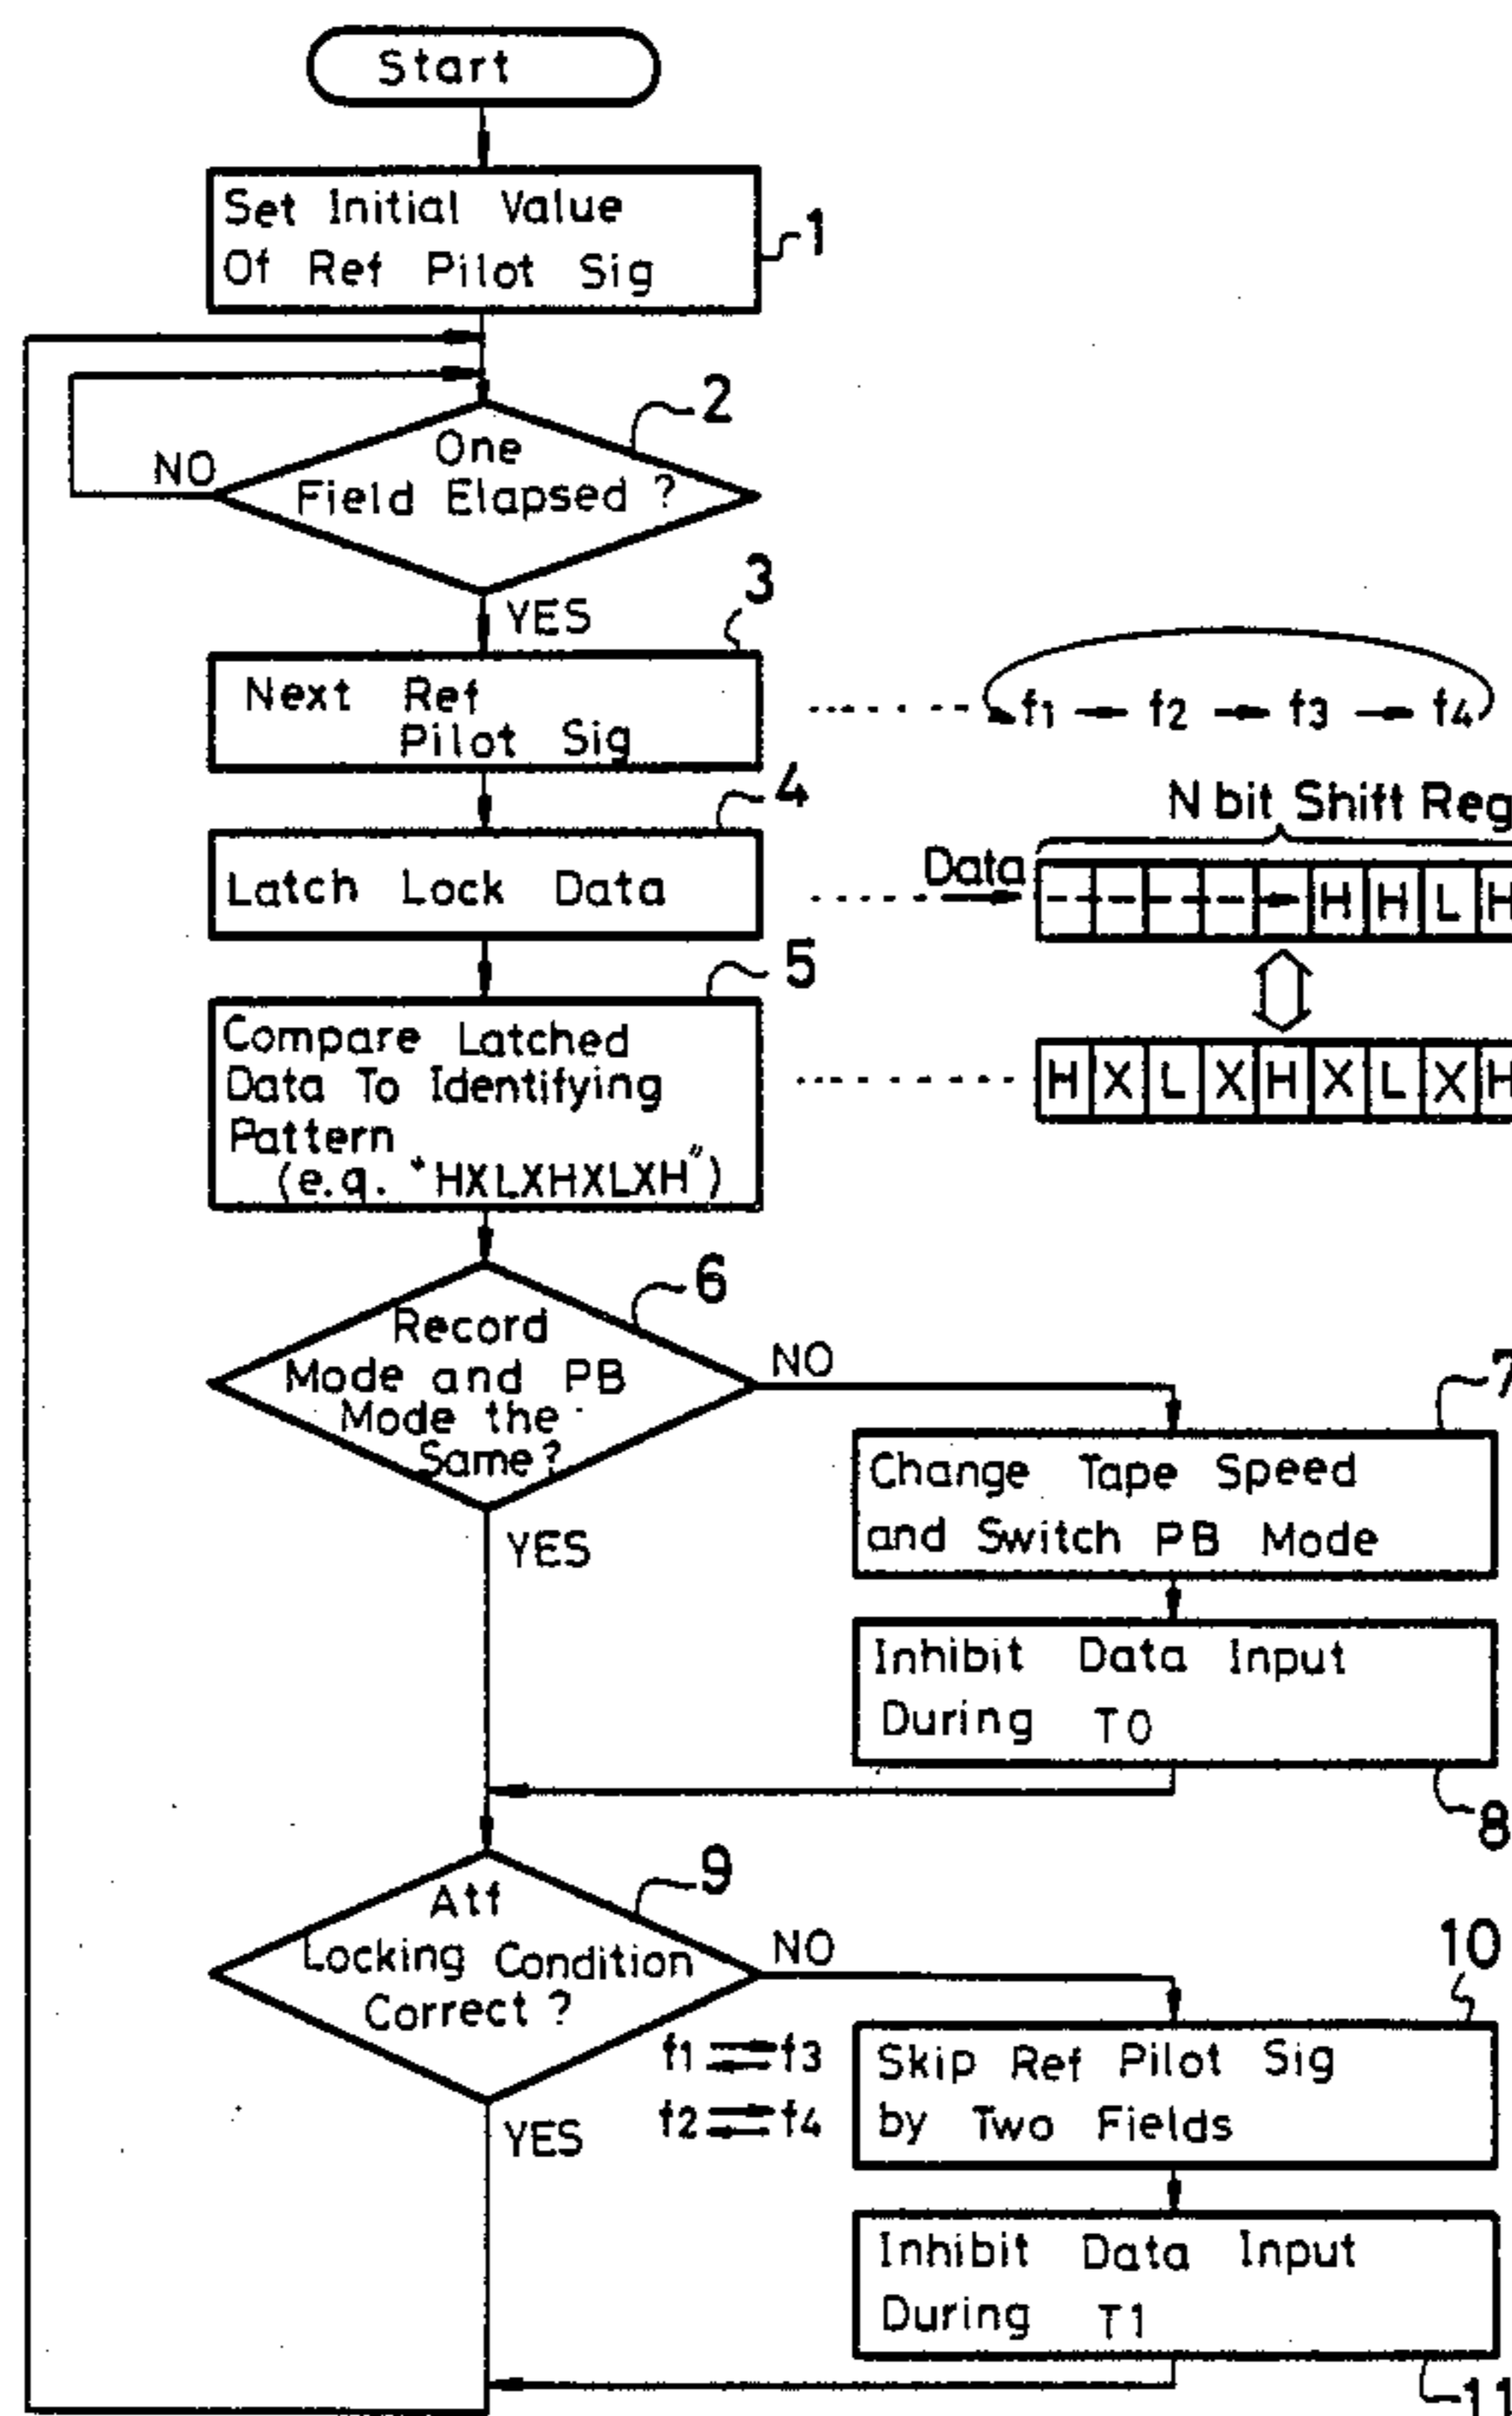 Start
Set Initial Value
Of Ref Pilot Sig
1
2
One
Field Elapsed ?
NO
YES
3
Next Ref
Pilot Sig
f1 f2 f3 f4
4
Latch Lock Data
N bit Shift Reg
Data
H H L H
5
Compare Latched
Data To Identifying
Pattern
(e.q. "HXLXHXLXH")
H X L X H X L X H
6
Record
Mode and PB
Mode the
Same?
NO
YES
7
Change Tape Speed
and Switch PB Mode
Inhibit Data Input
During T0
8
9
Atf
Locking Condition
Correct ?
NO
YES
f1 f3
f2 f4
10
Skip Ref Pilot Sig
by Two Fields
Inhibit Data Input
During T1
11